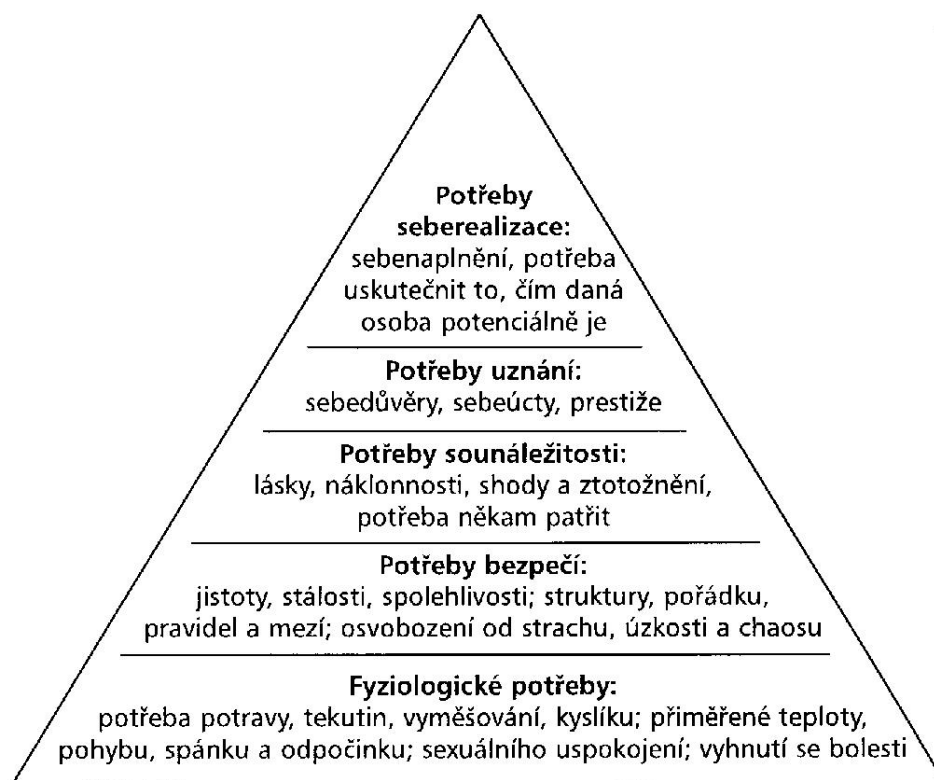 Potřeby
seberealizace:
sebenaplnění, potřeba
uskutečnit to, čím daná
osoba potenciálně je
Potřeby uznání:
sebedůvěry, sebeúcty, prestiže
Potřeby sounáležitosti:
lásky, náklonnosti, shody a ztotožnění,
potřeba někam patřit
Potřeby bezpečí:
jistoty, stálosti, spolehlivosti; struktury, pořádku,
pravidel a mezí; osvobození od strachu, úzkosti a chaosu
Fyziologické potřeby:
potřeba potravy, tekutin, vyměšování, kyslíku; přiměřené teploty,
pohybu, spánku a odpočinku; sexuálního uspokojení; vyhnutí se bolesti